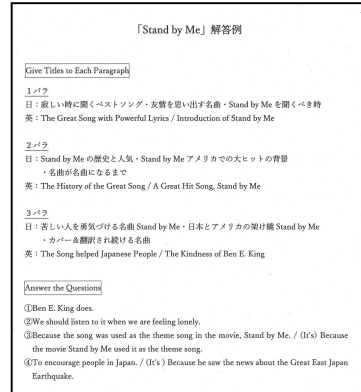 「Stand by Me」解答例
Give Titles to Each Paragraph
1パラ
日：寂しい時に聞くベストソング・友情を思い出す名曲・Stand by Me を聞くべき時
英：The Great Song with Powerful Lyrics / Introduction of Stand by Me
2パラ
日：Stand by Me の歴史と人気・Stand by Me アメリカでの大ヒットの背景
・名曲が名曲になるまで
英：The History of the Great Song / A Great Hit Song, Stand by Me
3パラ
日：苦しい人を勇気づける名曲 Stand by Me・日本とアメリカの架け橋 Stand by Me
・カバー＆翻訳され続ける名曲
英：The Song helped Japanese People / The Kindness of Ben E. King
Answer the Questions
①Ben E. King does.
②We should listen to it when we are feeling lonely.
③Because the song was used as the theme song in the movie, Stand by Me. / (It's) Because
the movie Stand by Me used it as the theme song.
④To encourage people in Japan. / (It's ) Because he saw the news about the Great East Japan
Earthquake.